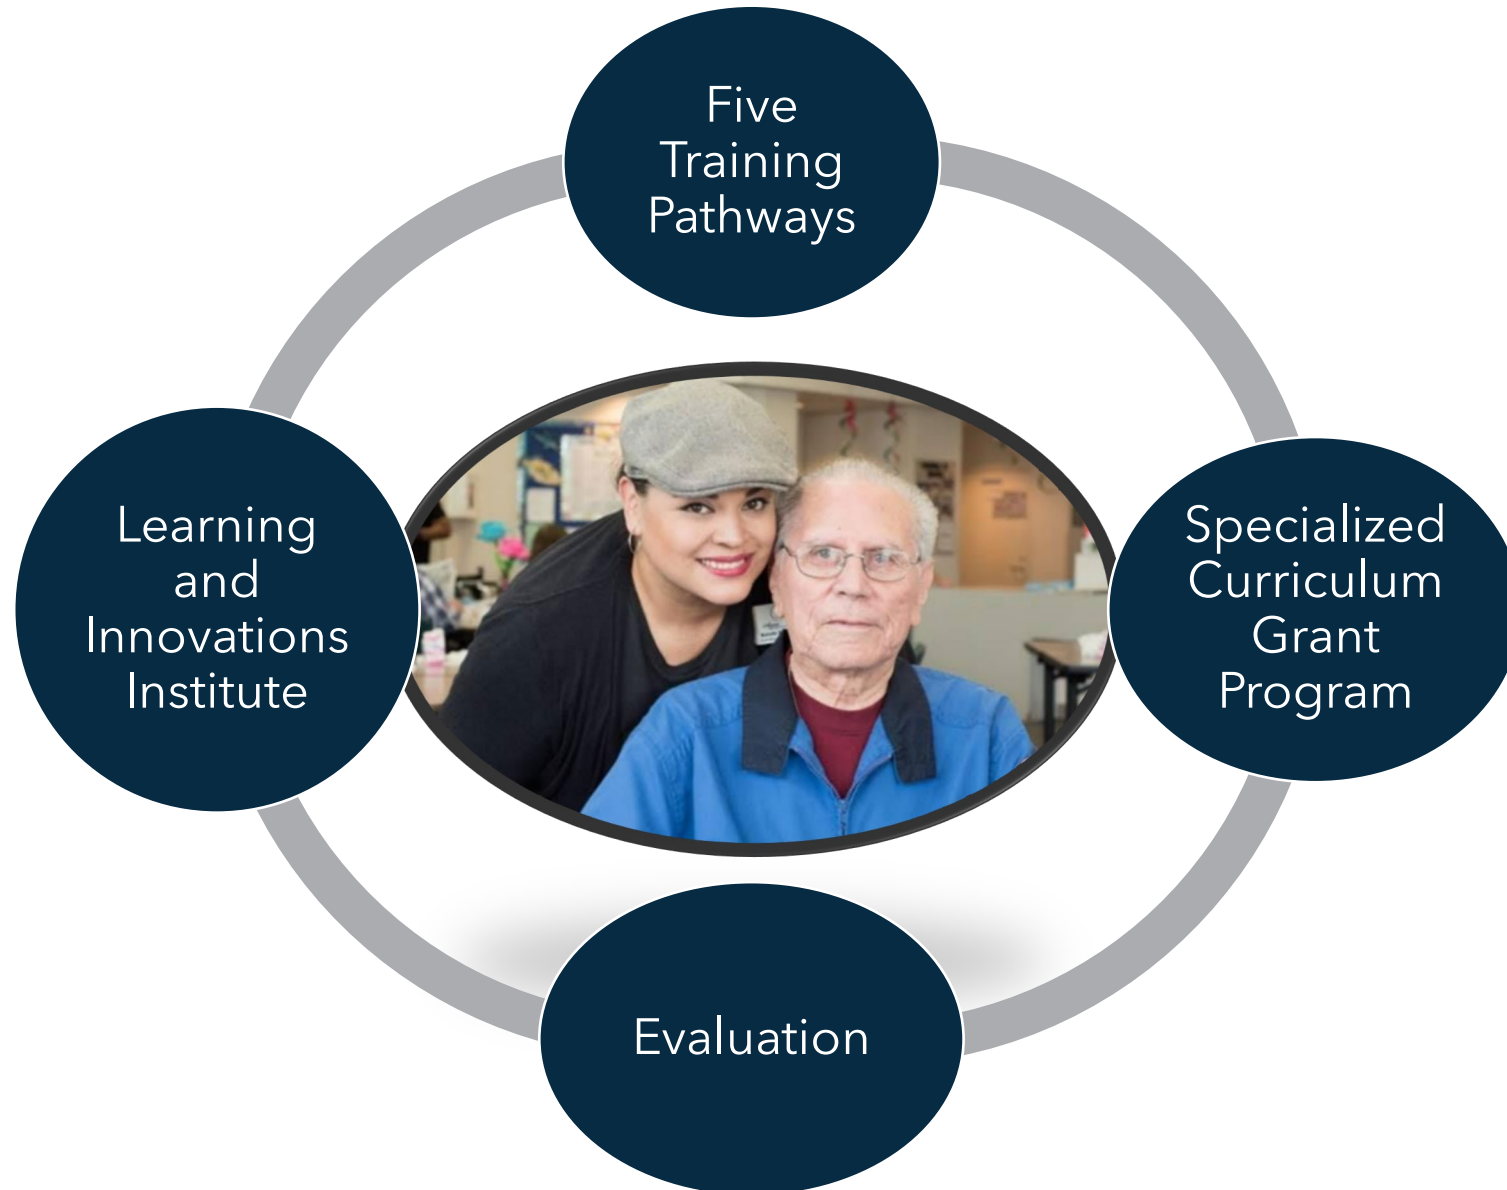 Five
Training
Pathways
Learning
and
Innovations
Institute
Specialized
Curriculum
Grant
Program
Evaluation